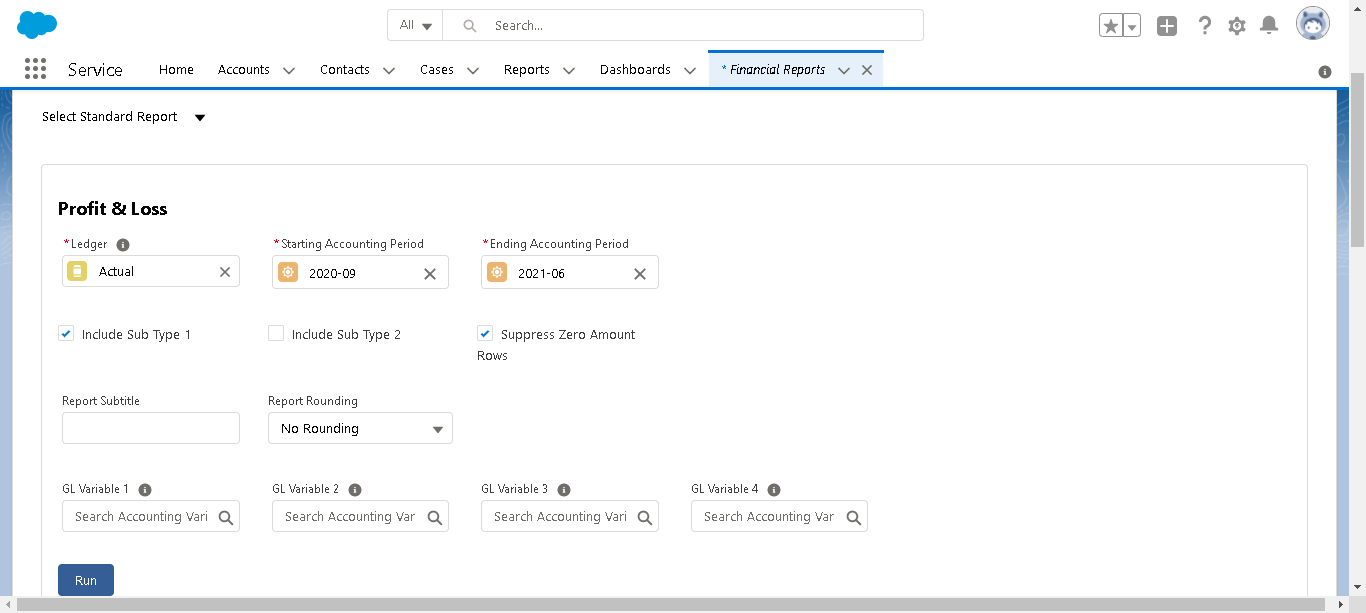 All
Search...
Service
Home
Accounts
Contacts
Cases
Reports
Dashboards
* Financial Reports
Select Standard Report
Profit & Loss
*Ledger
*Starting Accounting Period
*Ending Accounting Period
Actual
2020-09
2021-06
Include Sub Type 1
Include Sub Type 2
Suppress Zero Amount
Rows
Report Subtitle
Report Rounding
No Rounding
GL Variable 1
GL Variable 2
GL Variable 3
GL Variable 4
Search Accounting Vari
Search Accounting Var
Search Accounting Vari
Search Accounting Var
Run